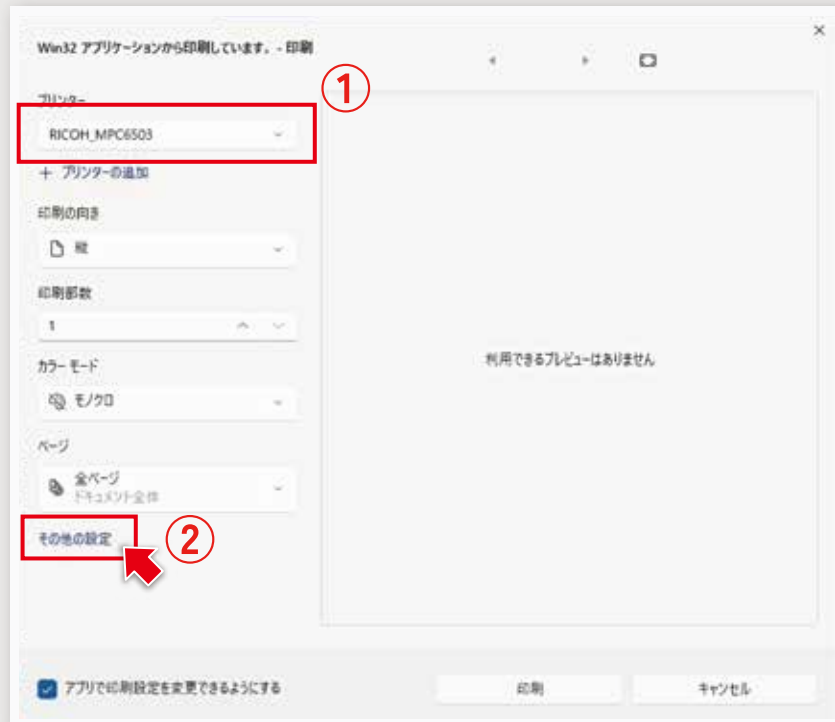 Win32 アプリケーションから印刷しています。 - 印刷
①
プリンター
RICOH_MPC6503
+ プリンターの追加
印刷の向き
縦
印刷部数
1
カラー モード
モノクロ
ページ
全ページ
ドキュメント全体
その他の設定
②
利用できるプレビューはありません
アプリで印刷設定を変更できるようにする
印刷
キャンセル